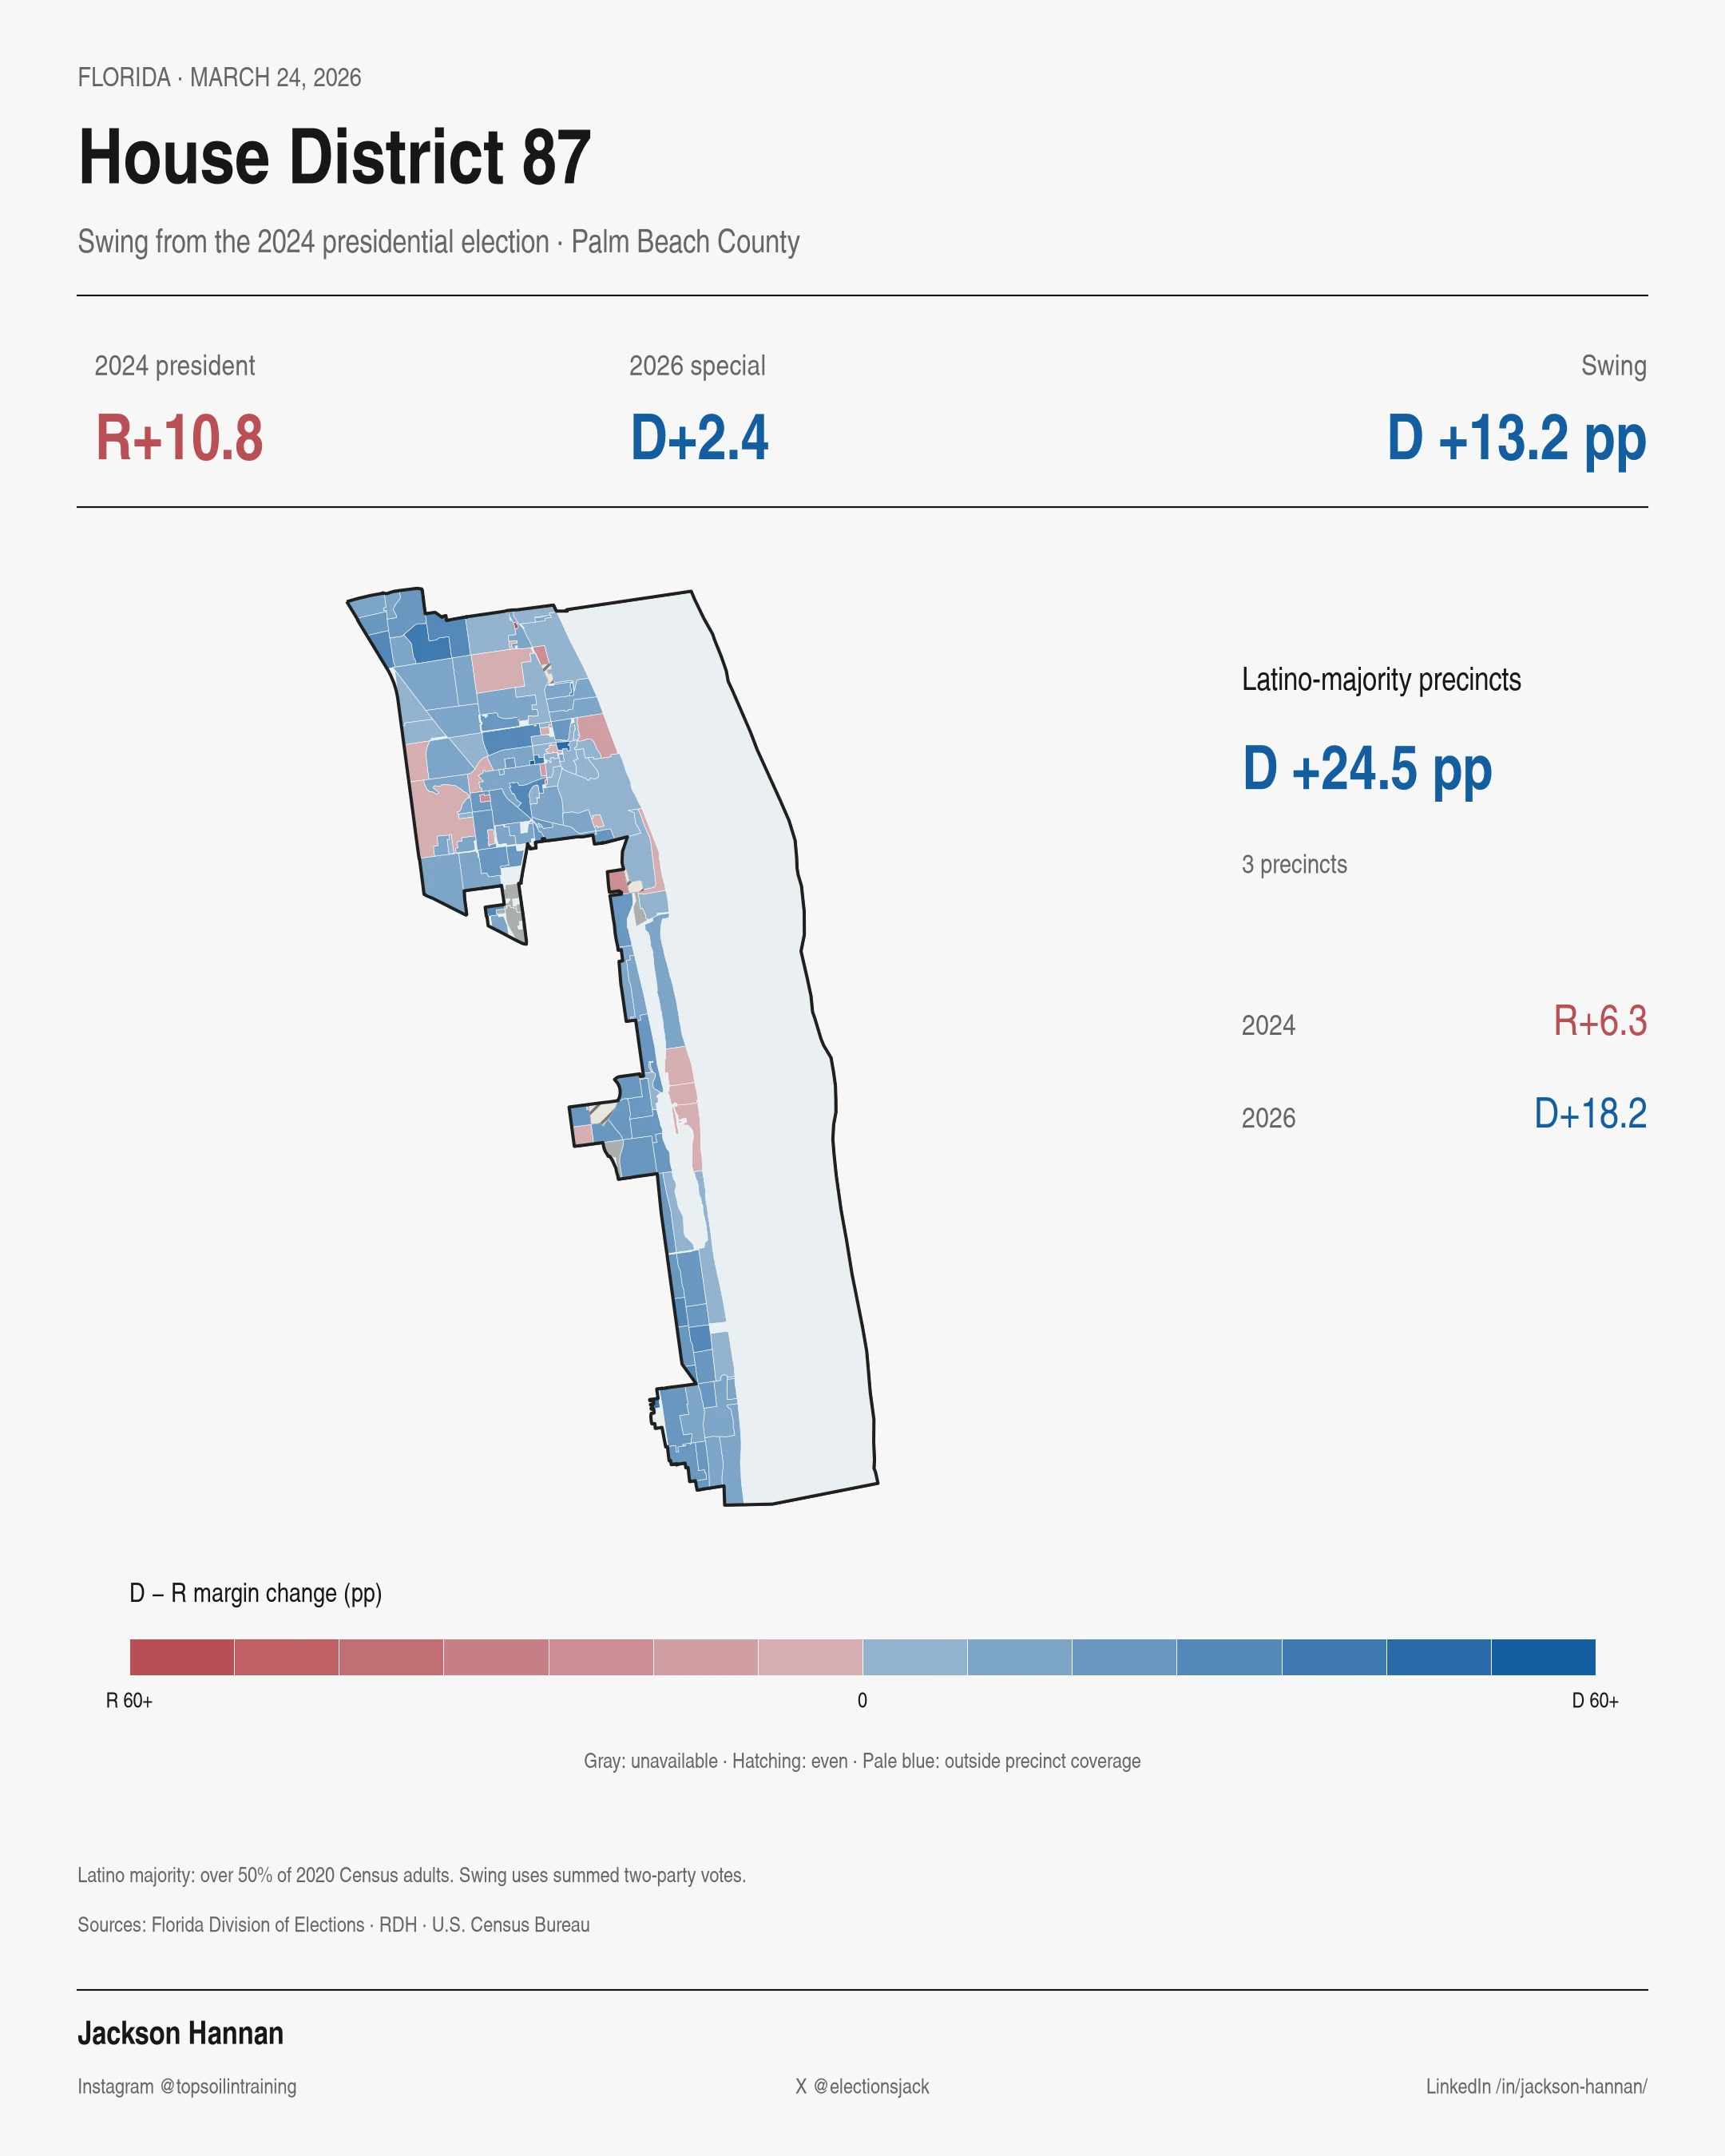 FLORIDA · MARCH 24, 2026
House District 87
Swing from the 2024 presidential election · Palm Beach County
2024 president
R+10.8
2026 special
D+2.4
Swing
D +13.2 pp
Latino-majority precincts
D +24.5 pp
3 precincts
2024 R+6.3
2026 D+18.2
D – R margin change (pp)
R 60+ 0 D 60+
Gray: unavailable · Hatching: even · Pale blue: outside precinct coverage
Latino majority: over 50% of 2020 Census adults. Swing uses summed two-party votes.
Sources: Florida Division of Elections · RDH · U.S. Census Bureau
Jackson Hannan
Instagram @topsoilintraining X @electionsjack LinkedIn /in/jackson-hannan/